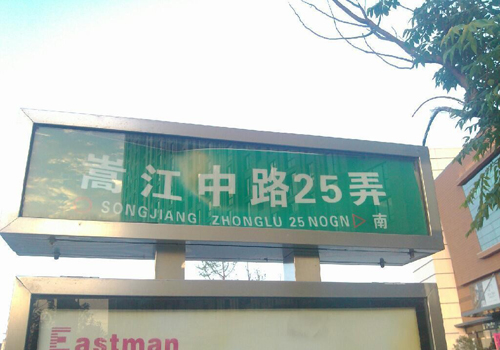 嵩江中路25弄
SONGJIANG ZHONGLU 25 NOGN 南
Eastman